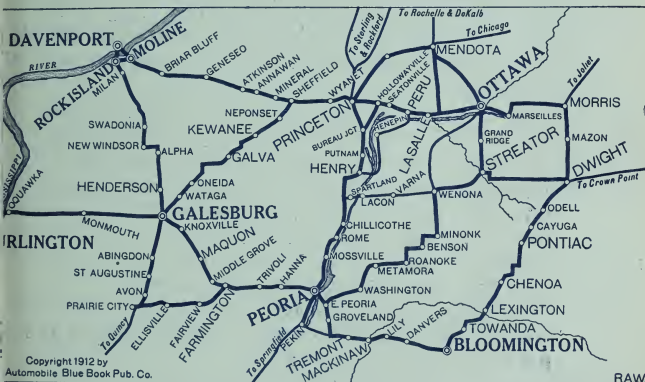 To Rochelle & DeKalb
To Chicago
To Sterling
& Rockford
DAVENPORT
MOLINE
MENDOTA
RIVER
BRIAR BLUFF
GENESEO
ATKINSON
ANNAWAN
MINERAL
SHEFFIELD
WYANET
HOLLOWAYVILLE
SEATONVILLE
PERU
OTTAWA
To Joliet
ROCK ISLAND
MILAN
PRINCETON
HENNEPIN
LASALLE
MARSEILLES
MORRIS
SWADONIA
NEPONSET
KEWANEE
BUREAU JCT
GRAND
RIDGE
STREATOR
MAZON
NEW WINDSOR
ALPHA
GALVA
PUTNAM
HENRY
DWIGHT
MISSISSIPPI
HENDERSON
ONEIDA
WATAGA
SPARTLAND
LACON
VARNA
WENONA
To Crown Point
OQUAWKA
GALESBURG
ODELL
MONMOUTH
KNOXVILLE
CHILLICOTHE
ROME
MINONK
CAYUGA
RLINGTON
MAQUON
BENSON
PONTIAC
ABINGDON
MIDDLE GROVE
TRIVOLI
HANNA
MOSSVILLE
ROANOKE
METAMORA
ST AUGUSTINE
WASHINGTON
CHENOA
AVON
PEORIA
E. PEORIA
PRAIRIE CITY
GROVELAND
LEXINGTON
To Quincy
ELLISVILLE
FAIRVIEW
FARMINGTON
To Springfield
PEKIN
TREMONT
MACKINAW
LILY
DANVERS
TOWANDA
BLOOMINGTON
Copyright 1912 by
Automobile Blue Book Pub. Co.
RAW